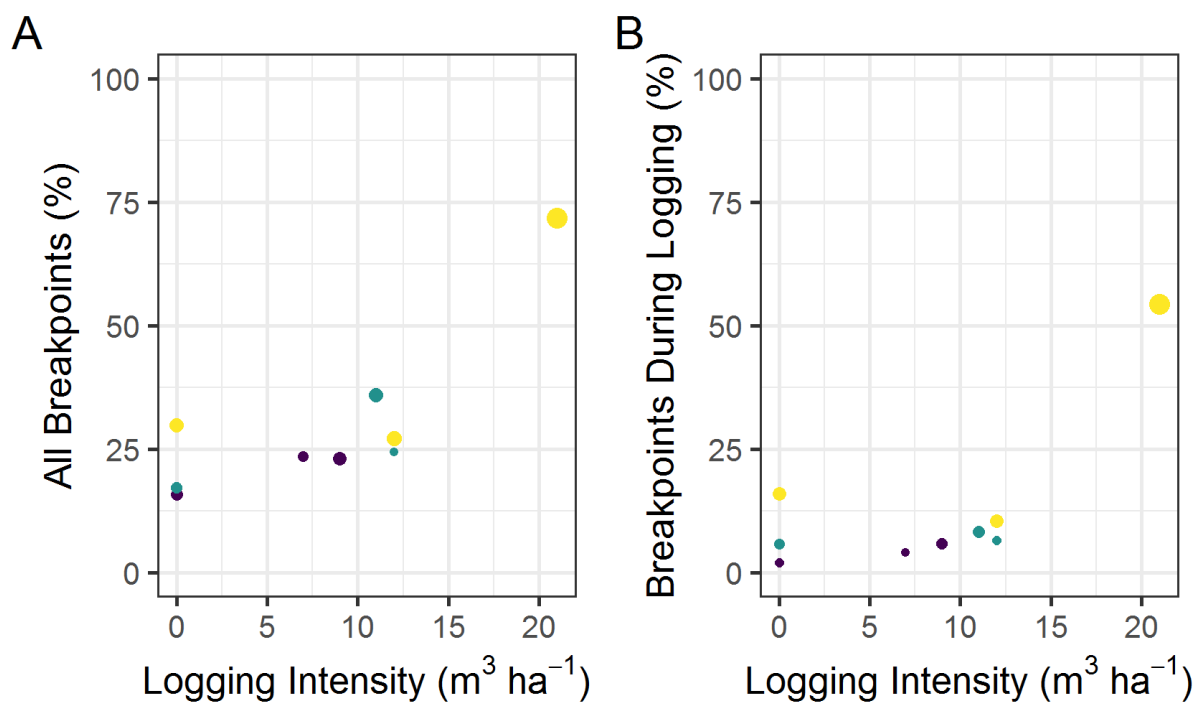 A
All Breakpoints (%)
100
75
50
25
0
0 5 10 15 20
Logging Intensity (m³ ha⁻¹)
B
Breakpoints During Logging (%)
100
75
50
25
0
0 5 10 15 20
Logging Intensity (m³ ha⁻¹)